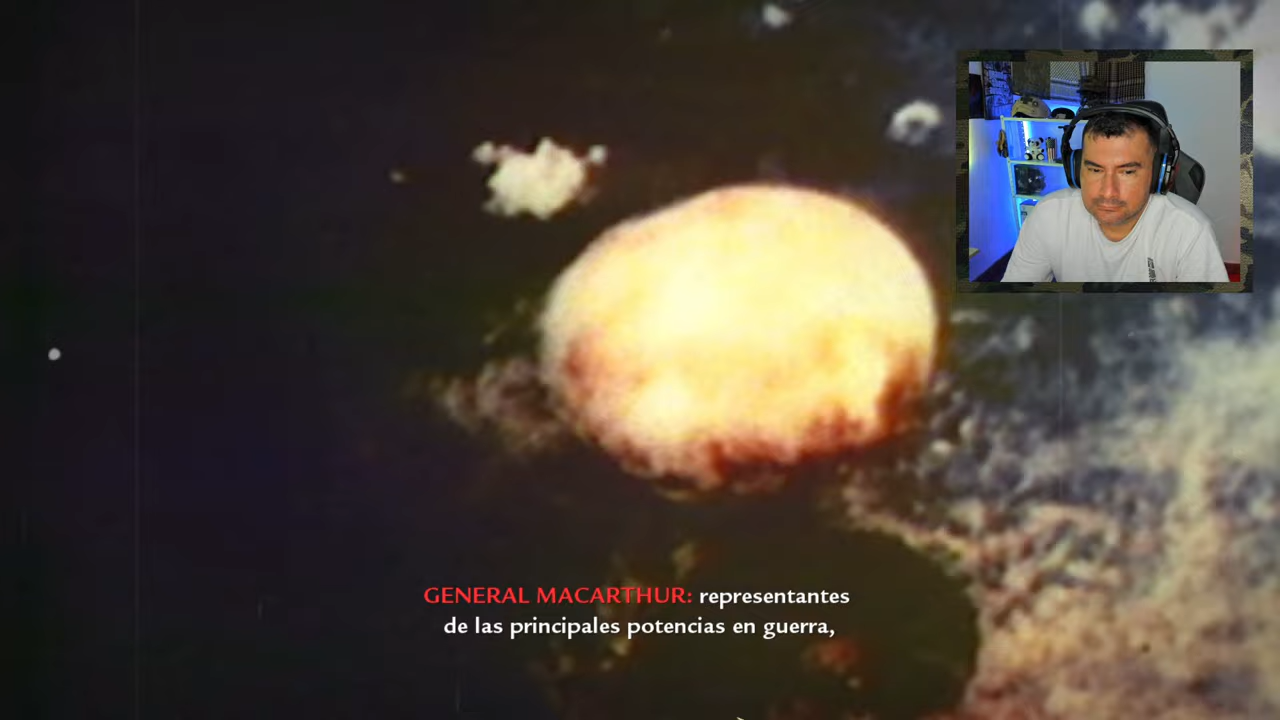 GENERAL MACARTHUR: representantes
de las principales potencias en guerra,